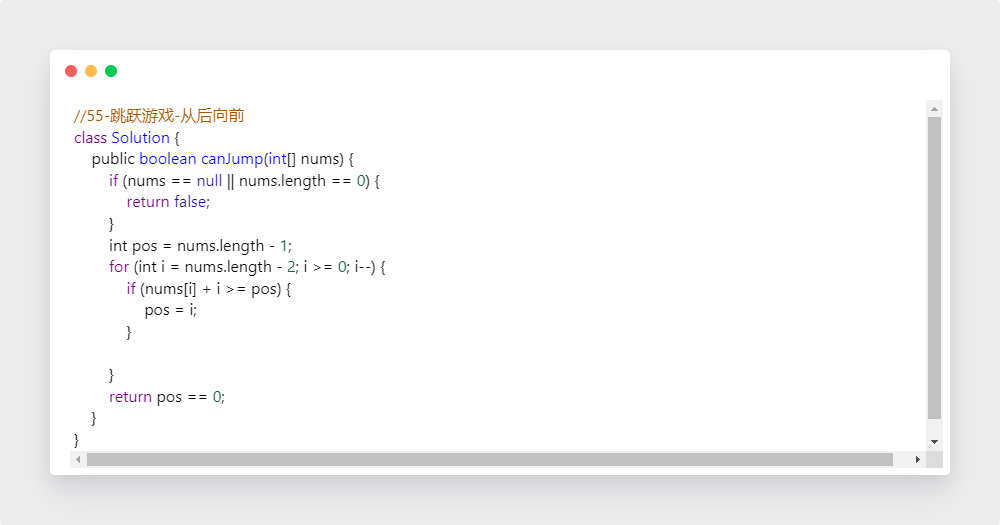 //55-跳跃游戏-从后向前
class Solution {
    public boolean canJump(int[] nums) {
        if (nums == null || nums.length == 0) {
            return false;
        }
        int pos = nums.length - 1;
        for (int i = nums.length - 2; i >= 0; i--) {
            if (nums[i] + i >= pos) {
                pos = i;
            }

        }
        return pos == 0;
    }
}